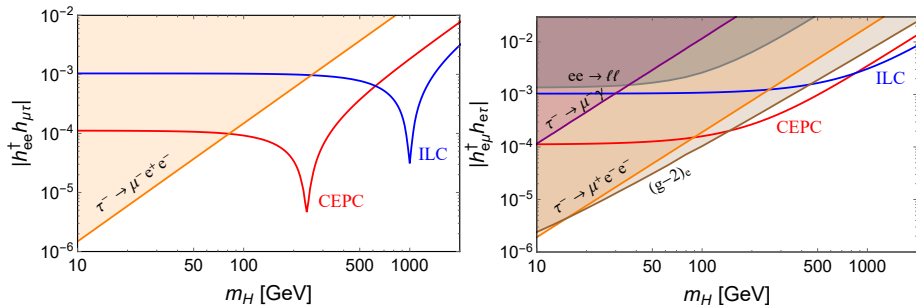 10⁻²
10⁻³
10⁻⁴
10⁻⁵
10⁻⁶
|h†ee hμτ|
τ⁻ → μ⁻e⁺e⁻
ILC
CEPC
10 50 100 500 1000
mH [GeV]
10⁻²
10⁻³
10⁻⁴
10⁻⁵
10⁻⁶
|h†eμ heτ|
ee → ℓℓ
τ⁻ → μ⁻γ
ILC
CEPC
τ⁻ → μ⁺e⁻e⁻
(g−2)e
10 50 100 500 1000
mH [GeV]